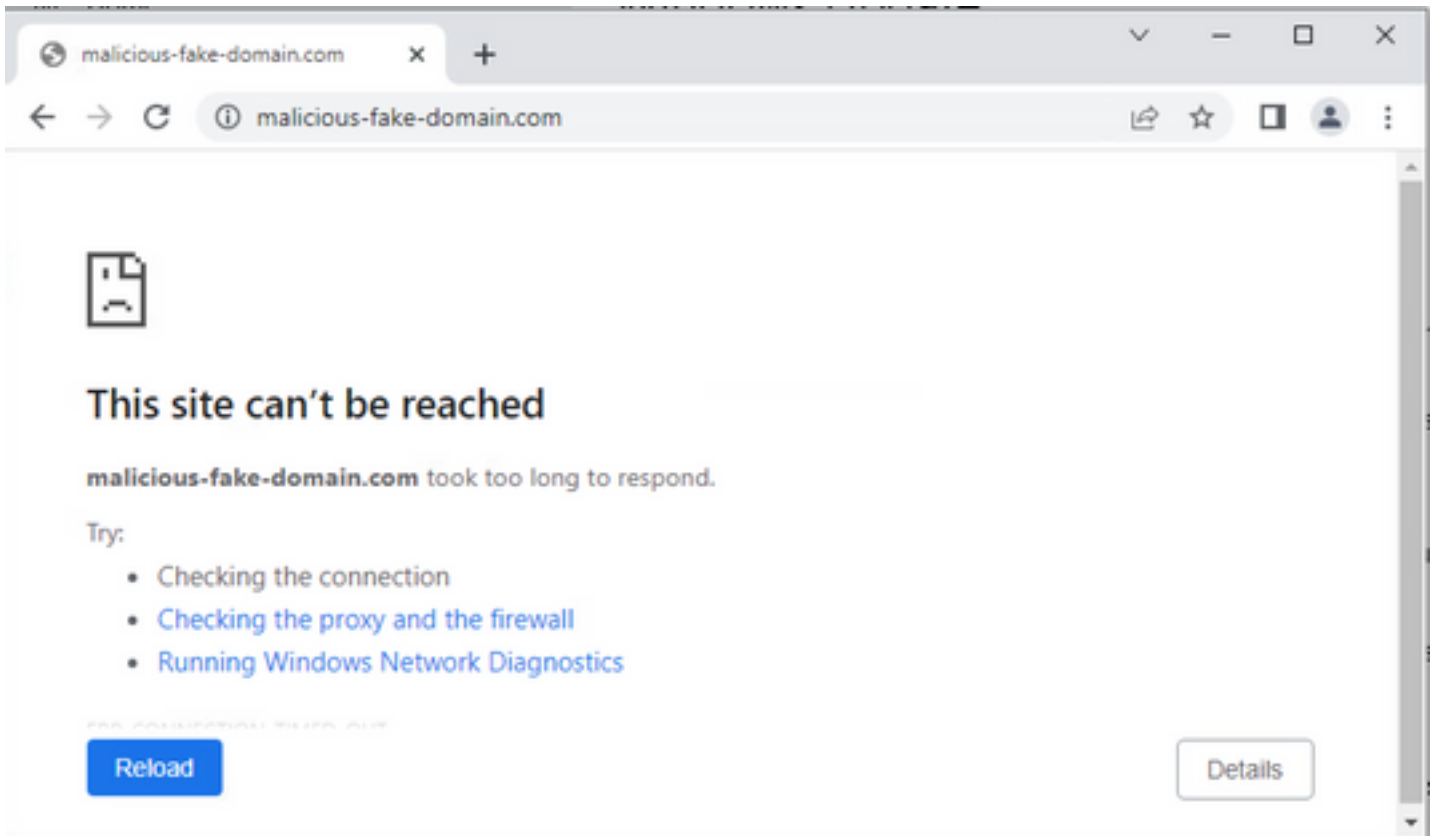 malicious-fake-domain.com
malicious-fake-domain.com
This site can't be reached
malicious-fake-domain.com took too long to respond.
Try:
• Checking the connection
• Checking the proxy and the firewall
• Running Windows Network Diagnostics
ERR_CONNECTION_TIMED_OUT
Reload
Details